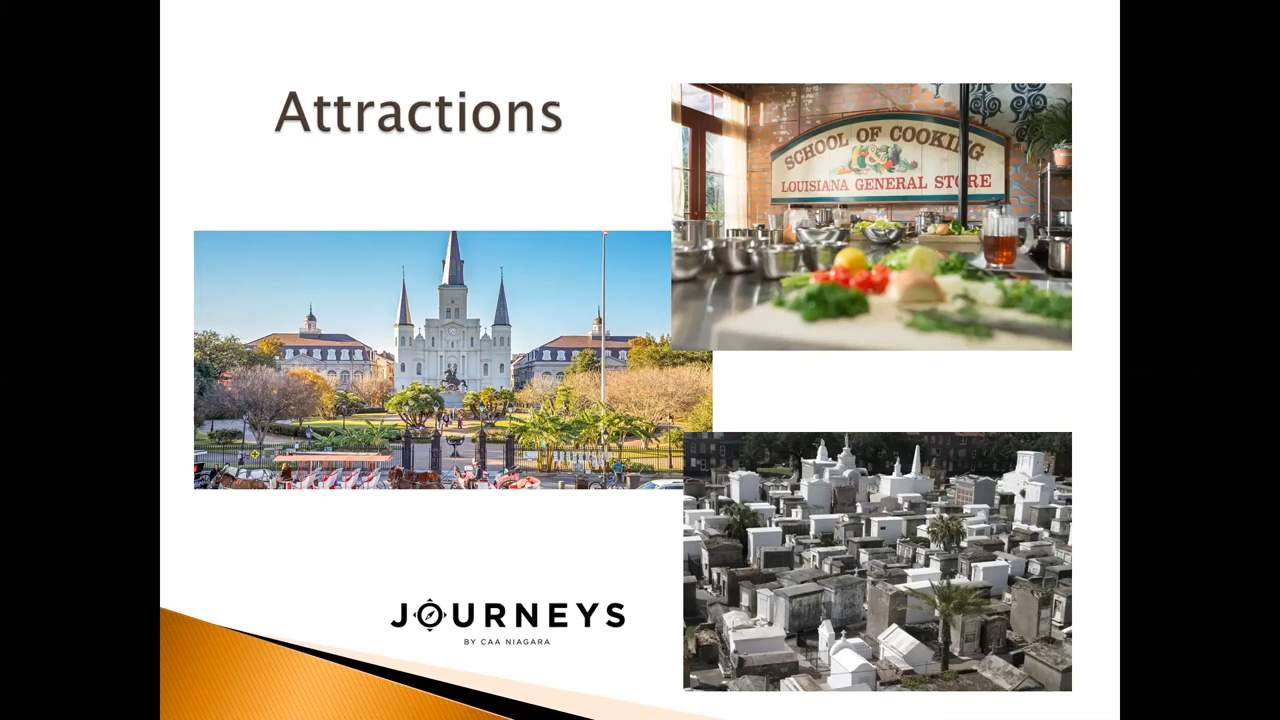 Attractions
SCHOOL OF COOKING
&
LOUISIANA GENERAL STORE
JOURNEYS
BY CAA NIAGARA